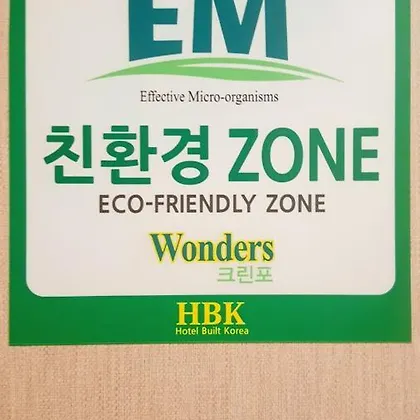 EM
Effective Micro-organisms
친환경 ZONE
ECO-FRIENDLY ZONE
Wonders
크린포
HBK
Hotel Built Korea